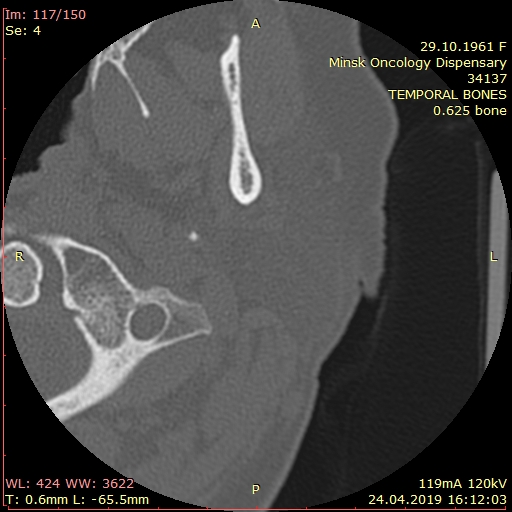 Im: 117/150
Se: 4
A
29.10.1961 F
Minsk Oncology Dispensary
34137
TEMPORAL BONES
0.625 bone
R
L
WL: 424 WW: 3622
T: 0.6mm L: -65.5mm
P
119mA 120kV
24.04.2019 16:12:03